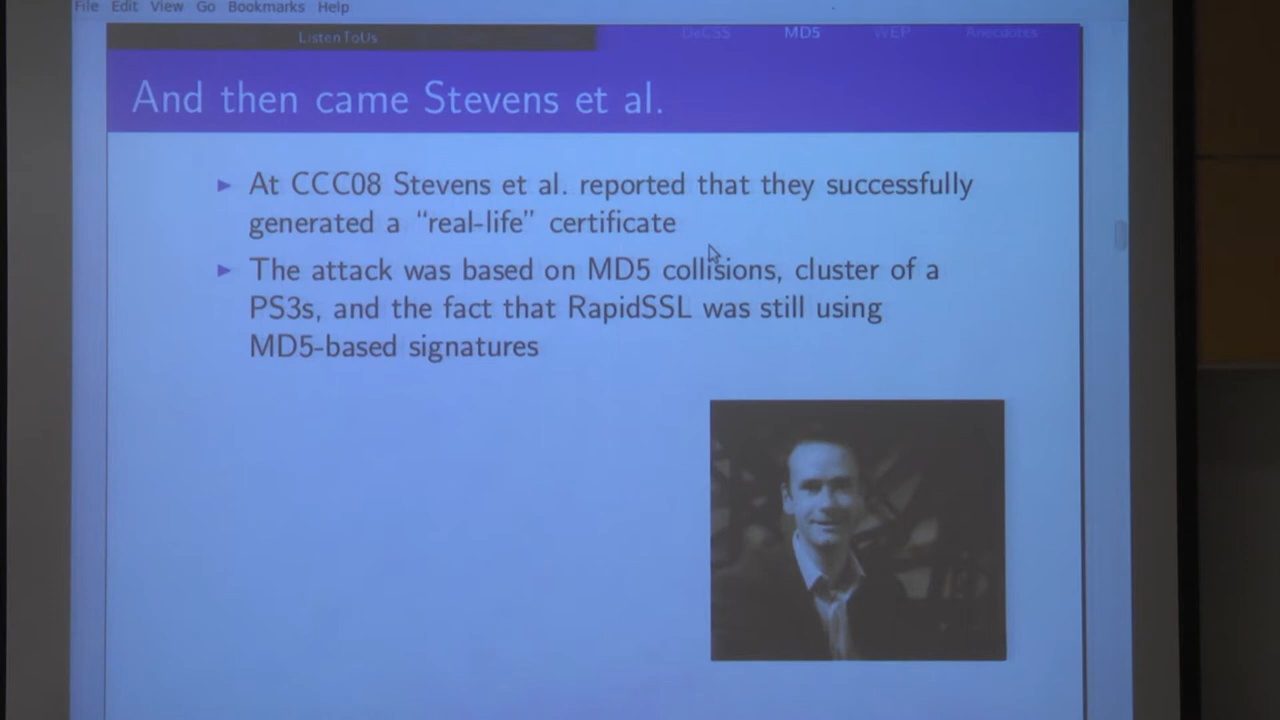 File Edit View Go Bookmarks Help
ListenToUs DeCSS MD5 WEP Anecdotes
And then came Stevens et al.
At CCC08 Stevens et al. reported that they successfully
generated a “real-life” certificate
The attack was based on MD5 collisions, cluster of a
PS3s, and the fact that RapidSSL was still using
MD5-based signatures